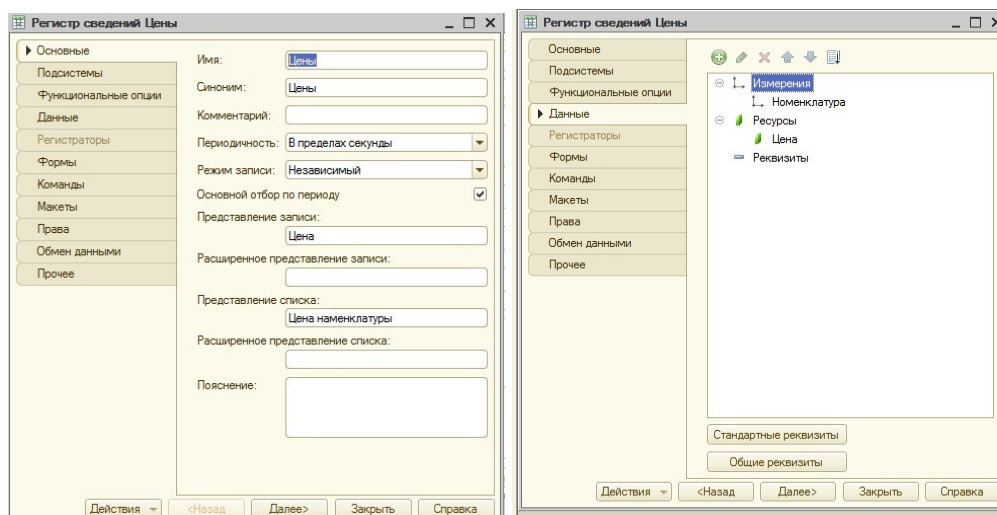 Регистр сведений Цены
Основные
Подсистемы
Функциональные опции
Данные
Регистраторы
Формы
Команды
Макеты
Права
Обмен данными
Прочее
Имя: Цены
Синоним: Цены
Комментарий:
Периодичность: В пределах секунды
Режим записи: Независимый
Основной отбор по периоду
Представление записи:
Цена
Расширенное представление записи:
Представление списка:
Цена наменклатуры
Расширенное представление списка:
Пояснение:
Действия <Назад Далее> Закрыть Справка
Регистр сведений Цены
Основные
Подсистемы
Функциональные опции
Данные
Регистраторы
Формы
Команды
Макеты
Права
Обмен данными
Прочее
Измерения
Номенклатура
Ресурсы
Цена
Реквизиты
Стандартные реквизиты
Общие реквизиты
Действия <Назад Далее> Закрыть Справка